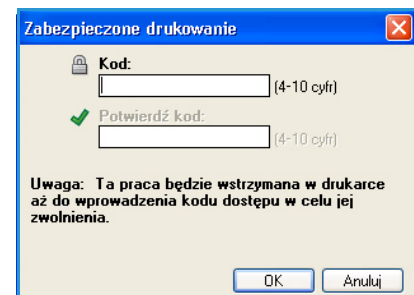 Zabezpieczone drukowanie
Kod:
(4-10 cyfr)
Potwierdź kod:
(4-10 cyfr)
Uwaga: Ta praca będzie wstrzymana w drukarce
aż do wprowadzenia kodu dostępu w celu jej
zwolnienia.
OK Anuluj